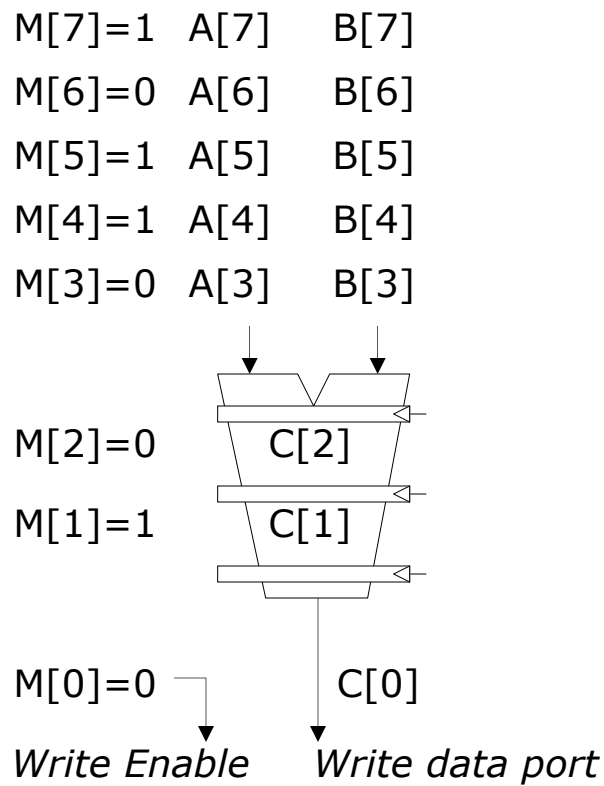 M[7]=1 A[7] B[7]
M[6]=0 A[6] B[6]
M[5]=1 A[5] B[5]
M[4]=1 A[4] B[4]
M[3]=0 A[3] B[3]
M[2]=0 C[2]
M[1]=1 C[1]
M[0]=0 C[0]
Write Enable Write data port